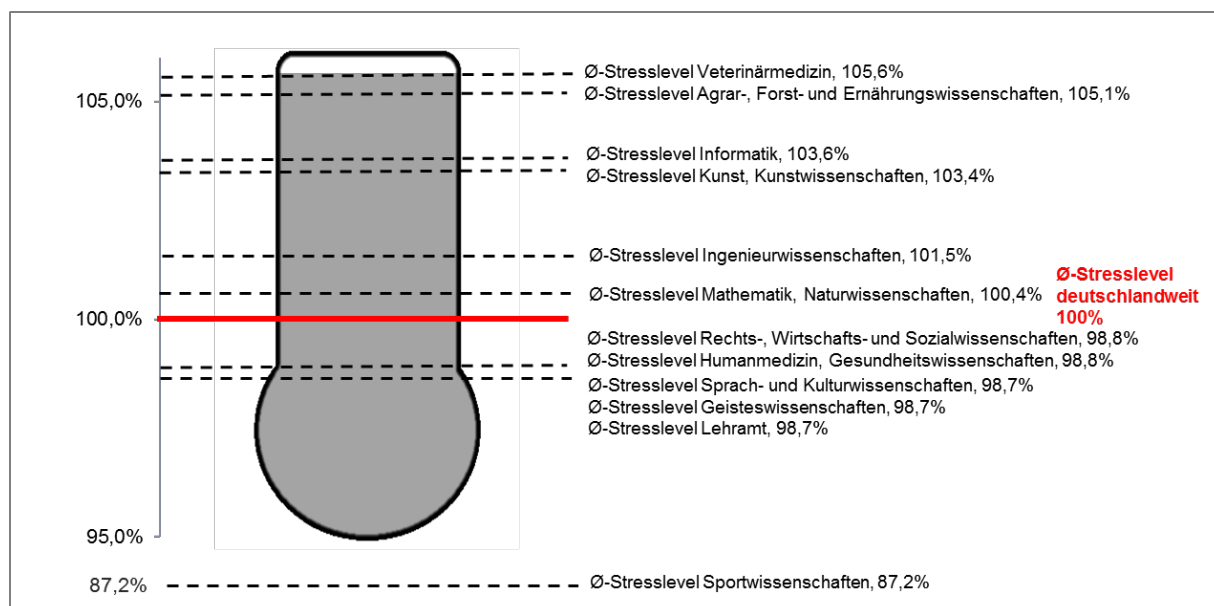 Ø-Stresslevel Veterinärmedizin, 105,6%
105,0%
Ø-Stresslevel Agrar-, Forst- und Ernährungswissenschaften, 105,1%
Ø-Stresslevel Informatik, 103,6%
Ø-Stresslevel Kunst, Kunstwissenschaften, 103,4%
Ø-Stresslevel Ingenieurwissenschaften, 101,5%
Ø-Stresslevel Mathematik, Naturwissenschaften, 100,4%
Ø-Stresslevel
deutschlandweit
100%
100,0%
Ø-Stresslevel Rechts-, Wirtschafts- und Sozialwissenschaften, 98,8%
Ø-Stresslevel Humanmedizin, Gesundheitswissenschaften, 98,8%
Ø-Stresslevel Sprach- und Kulturwissenschaften, 98,7%
Ø-Stresslevel Geisteswissenschaften, 98,7%
Ø-Stresslevel Lehramt, 98,7%
95,0%
87,2%
Ø-Stresslevel Sportwissenschaften, 87,2%